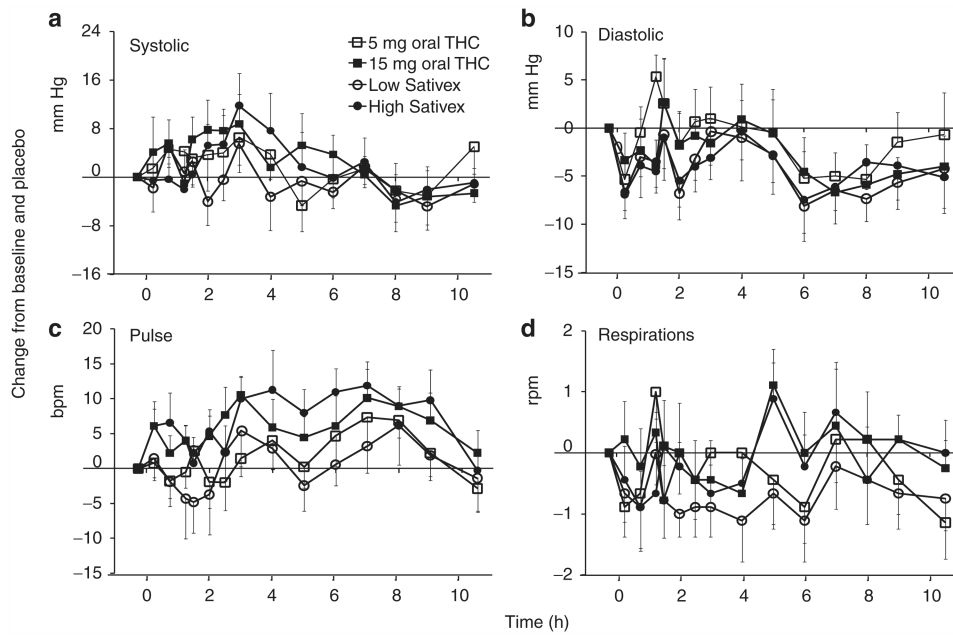 Change from baseline and placebo
a
Systolic
mm Hg
24
16
8
0
−8
−16
0 2 4 6 8 10
5 mg oral THC
15 mg oral THC
Low Sativex
High Sativex
b
Diastolic
mm Hg
10
5
0
−5
−10
−15
0 2 4 6 8 10
c
Pulse
bpm
20
15
10
5
0
−5
−10
−15
0 2 4 6 8 10
d
Respirations
rpm
2
1
0
−1
−2
0 2 4 6 8 10
Time (h)